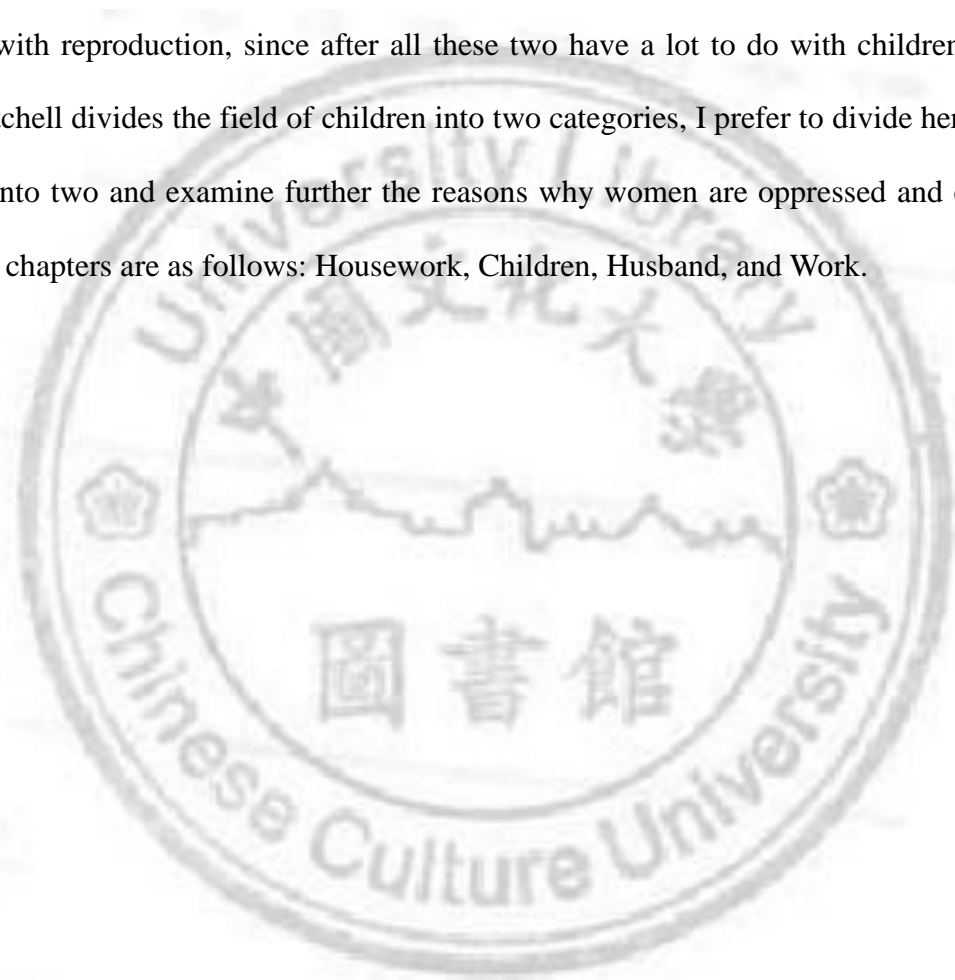 with reproduction, since after all these two have a lot to do with children
tchell divides the field of children into two categories, I prefer to divide her
nto two and examine further the reasons why women are oppressed and
chapters are as follows: Housework, Children, Husband, and Work.
University Library
中國文化大學
圖書館
Chinese Culture University